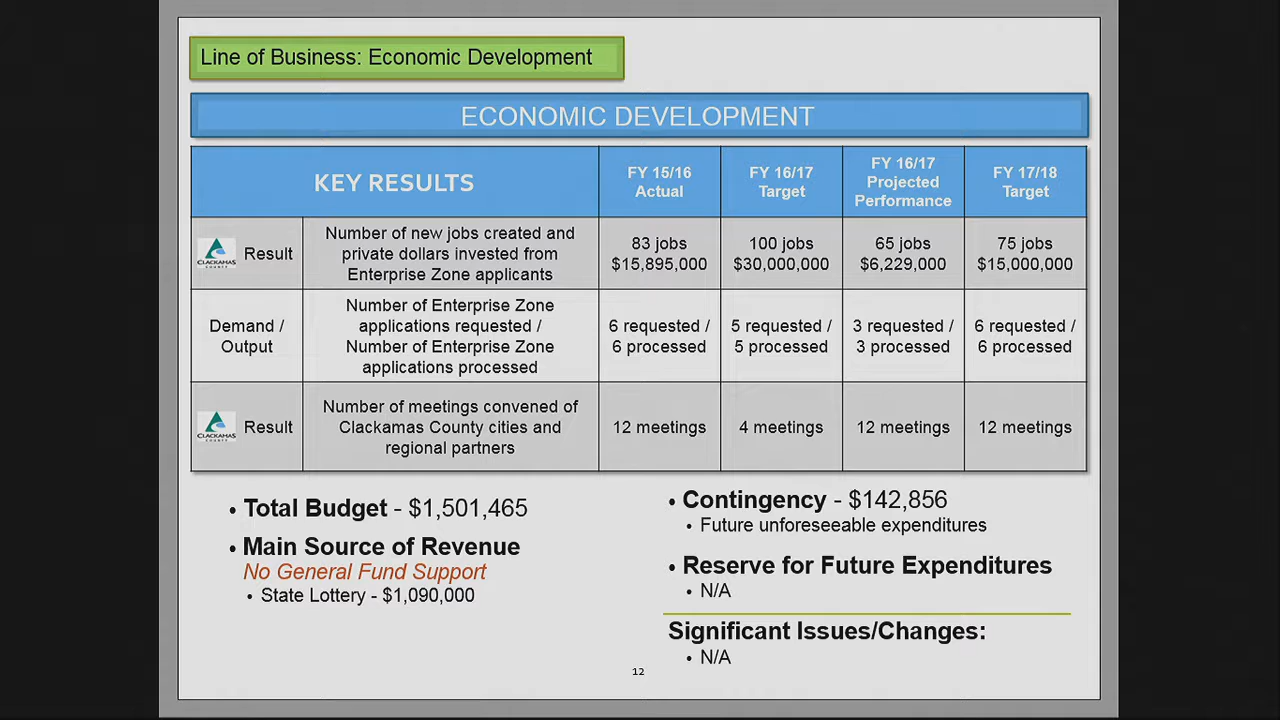 Line of Business: Economic Development
ECONOMIC DEVELOPMENT
KEY RESULTS
FY 15/16
Actual
FY 16/17
Target
FY 16/17
Projected
Performance
FY 17/18
Target
CLACKAMAS
COUNTY
Result
Number of new jobs created and
private dollars invested from
Enterprise Zone applicants
83 jobs
$15,895,000
100 jobs
$30,000,000
65 jobs
$6,229,000
75 jobs
$15,000,000
Demand /
Output
Number of Enterprise Zone
applications requested /
Number of Enterprise Zone
applications processed
6 requested /
6 processed
5 requested /
5 processed
3 requested /
3 processed
6 requested /
6 processed
CLACKAMAS
COUNTY
Result
Number of meetings convened of
Clackamas County cities and
regional partners
12 meetings
4 meetings
12 meetings
12 meetings
• Total Budget - $1,501,465
• Main Source of Revenue
No General Fund Support
• State Lottery - $1,090,000
• Contingency - $142,856
• Future unforeseeable expenditures
• Reserve for Future Expenditures
• N/A
Significant Issues/Changes:
• N/A
12